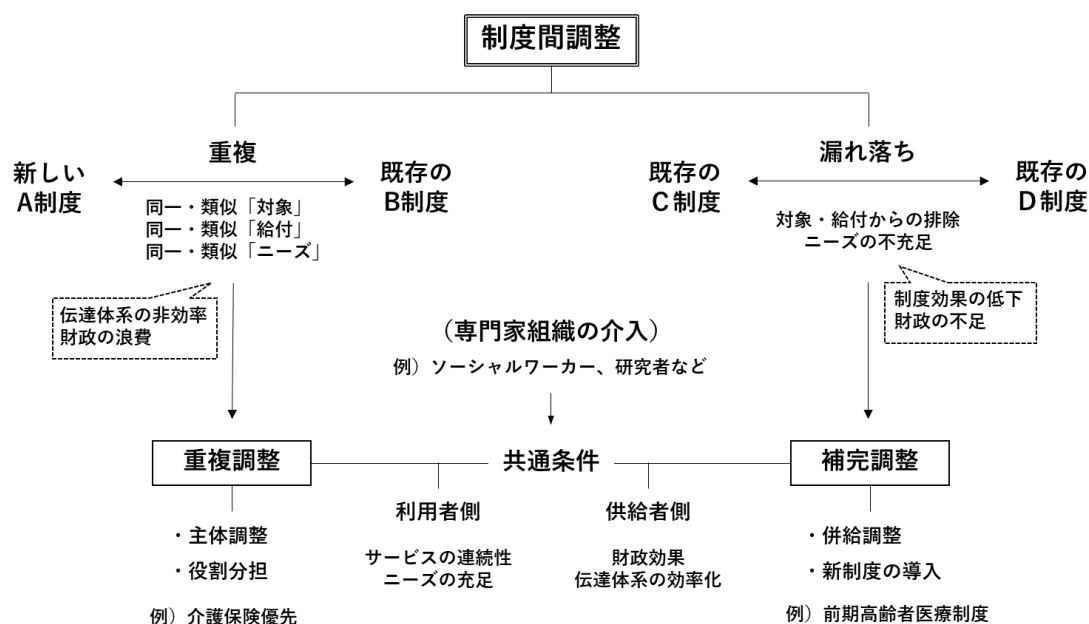 制度間調整
重複
漏れ落ち
新しい
A制度
既存の
B制度
既存の
C制度
既存の
D制度
同一・類似「対象」
同一・類似「給付」
同一・類似「ニーズ」
対象・給付からの排除
ニーズの不充足
伝達体系の非効率
財政の浪費
制度効果の低下
財政の不足
（専門家組織の介入）
例）ソーシャルワーカー、研究者など
重複調整
共通条件
補完調整
利用者側
供給者側
・主体調整
・役割分担
サービスの連続性
ニーズの充足
財政効果
伝達体系の効率化
・併給調整
・新制度の導入
例）介護保険優先
例）前期高齢者医療制度